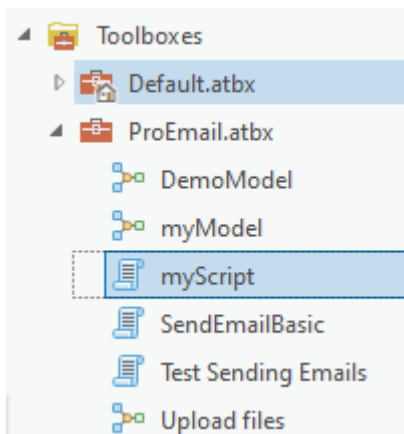 Toolboxes
Default.atbx
ProEmail.atbx
DemoModel
myModel
myScript
SendEmailBasic
Test Sending Emails
Upload files